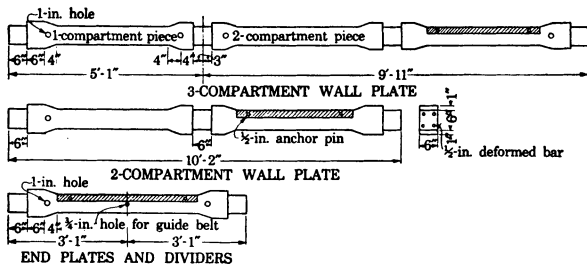 1-in. hole
1-compartment piece
2-compartment piece
6" 6" 4" 4" 4" 3"
5'-1" 9'-11"
3-COMPARTMENT WALL PLATE
1"
6"
1"
6" 6" ½-in. anchor pin 6" ½-in. deformed bar
10'-2"
2-COMPARTMENT WALL PLATE
1-in. hole
¾-in. hole for guide belt
6" 6" 4"
3'-1" 3'-1"
END PLATES AND DIVIDERS